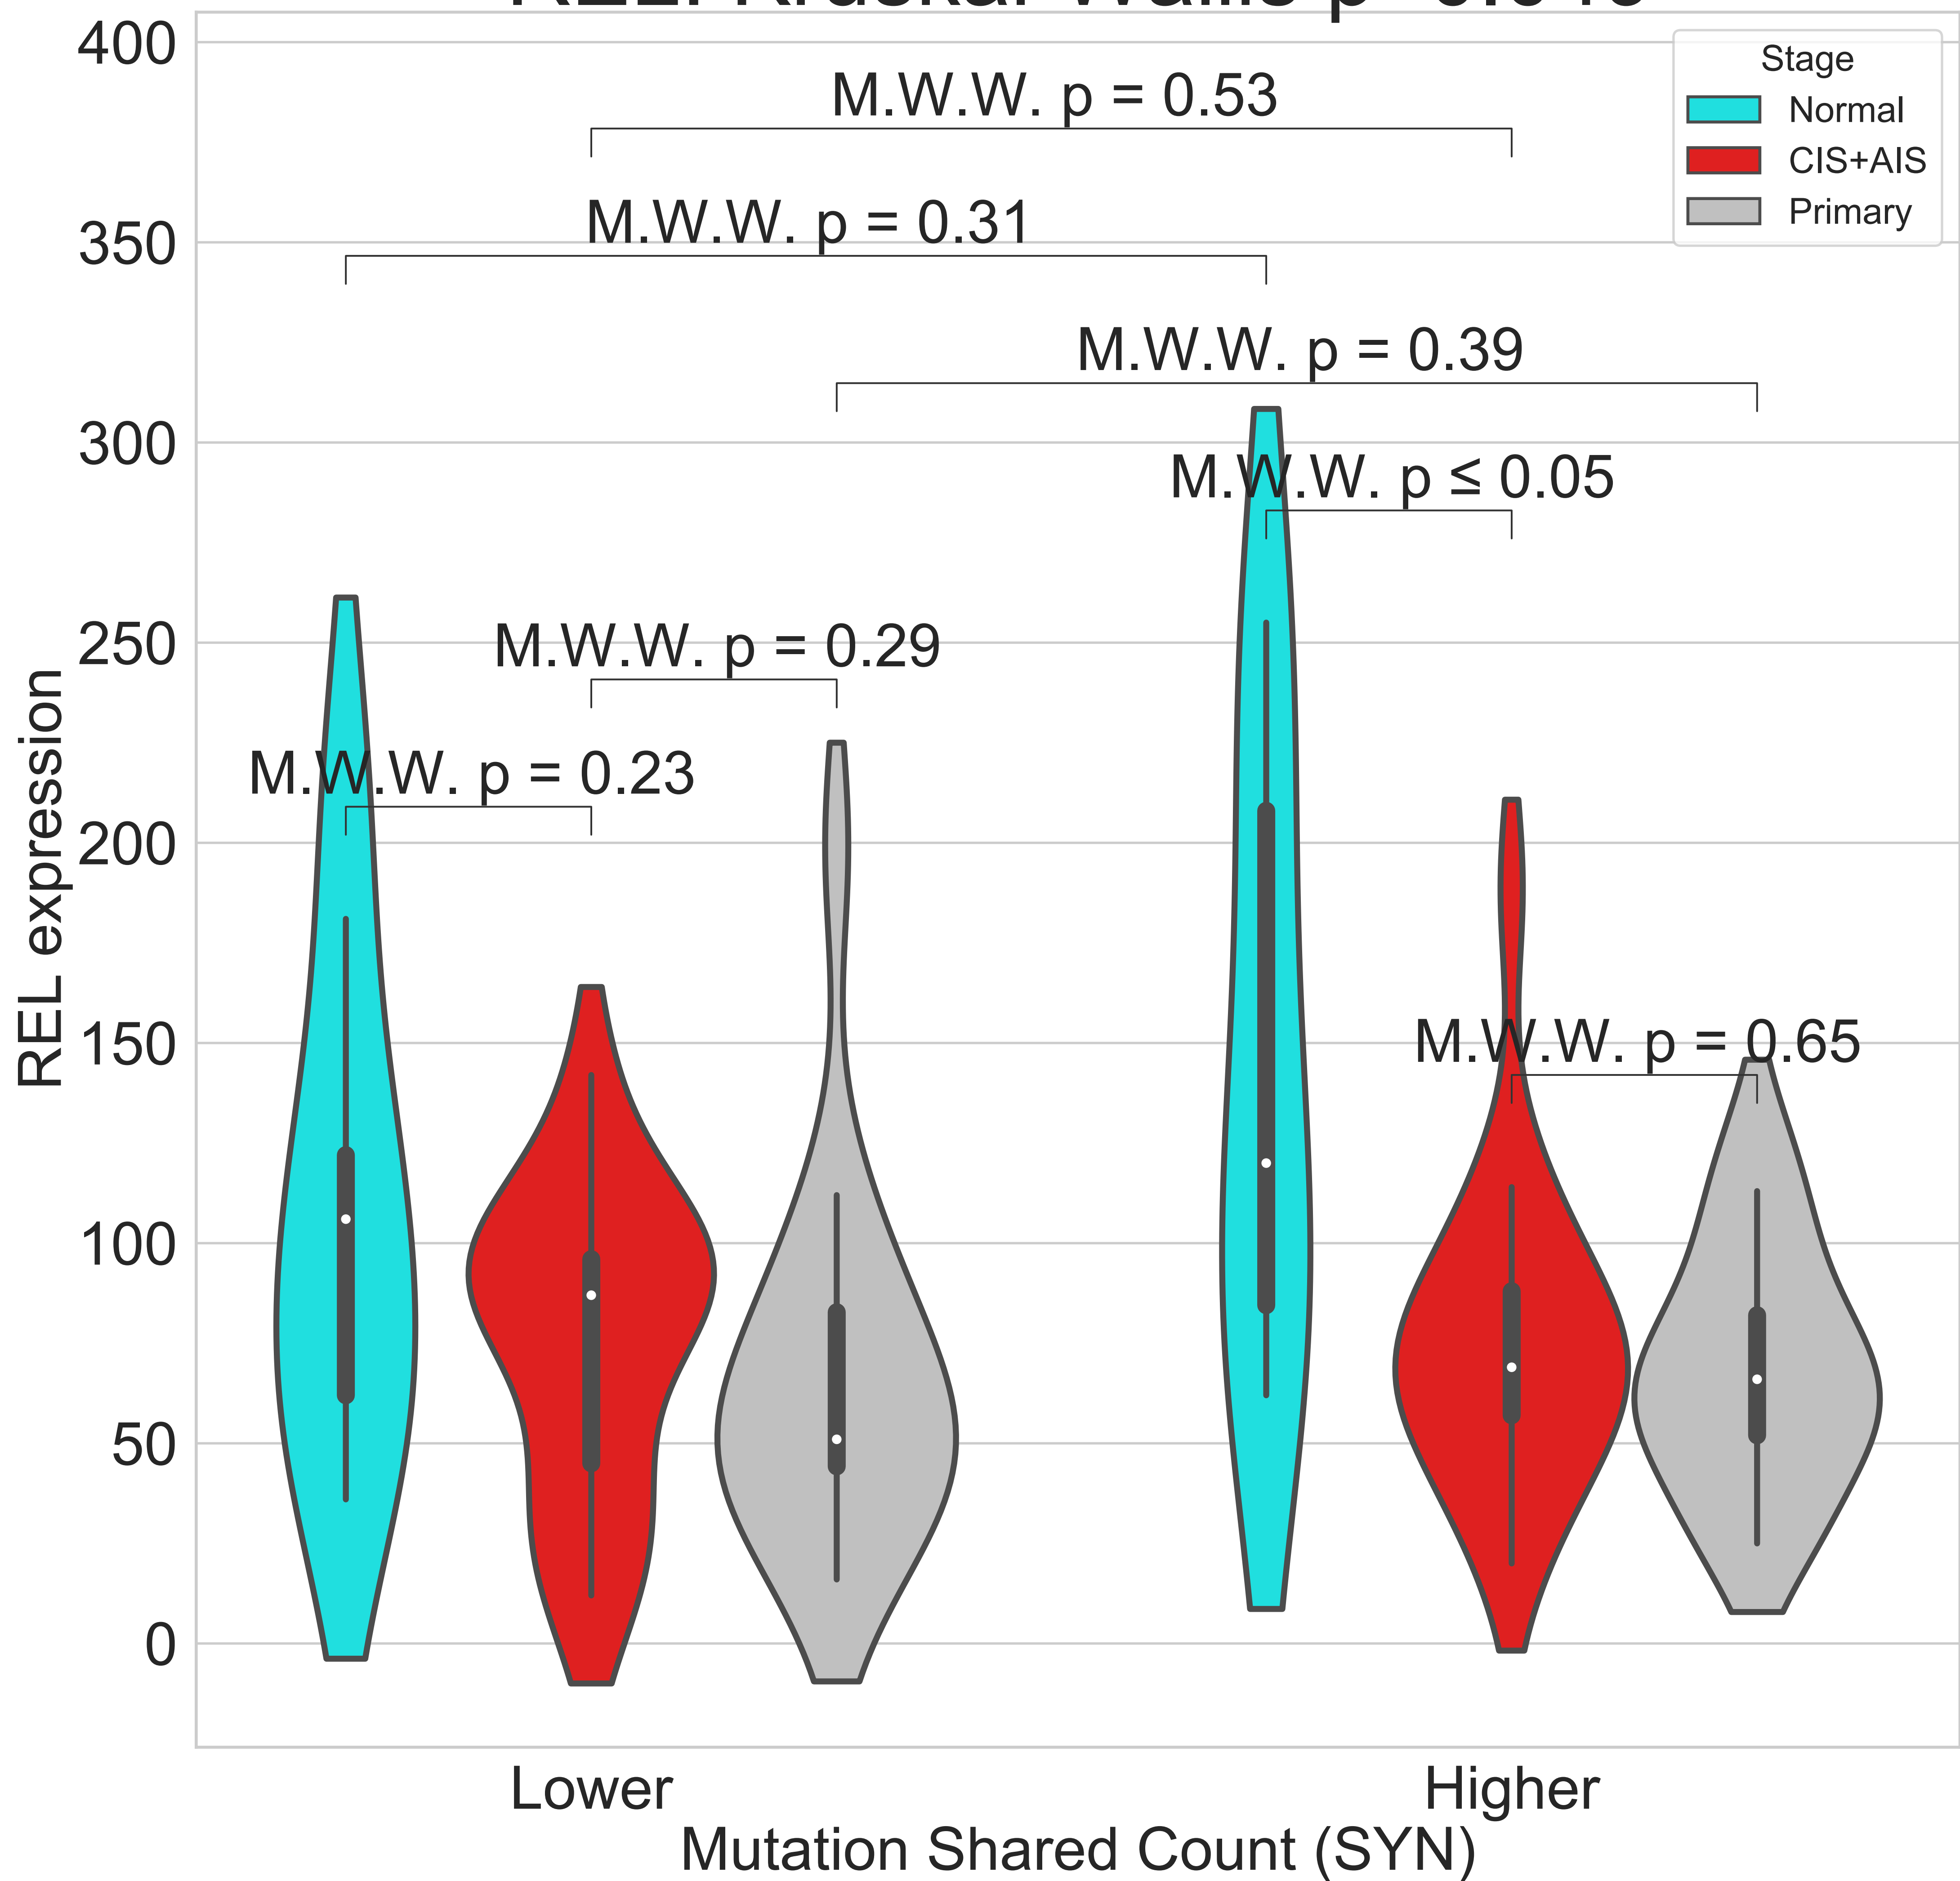 400
350
300
250
200
150
100
50
0
REL expression
M.W.W. p = 0.53
M.W.W. p = 0.31
M.W.W. p = 0.39
M.W.W. p ≤ 0.05
M.W.W. p = 0.29
M.W.W. p = 0.23
M.W.W. p = 0.65
Stage
Normal
CIS+AIS
Primary
Lower
Higher
Mutation Shared Count (SYN)